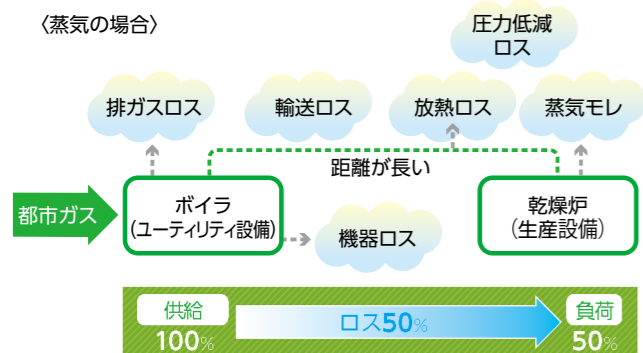 〈蒸気の場合〉
圧力低減
ロス
排ガスロス
輸送ロス
放熱ロス
蒸気モレ
距離が長い
都市ガス
ボイラ
(ユーティリティ設備)
乾燥炉
(生産設備)
機器ロス
供給
100%
ロス50%
負荷
50%